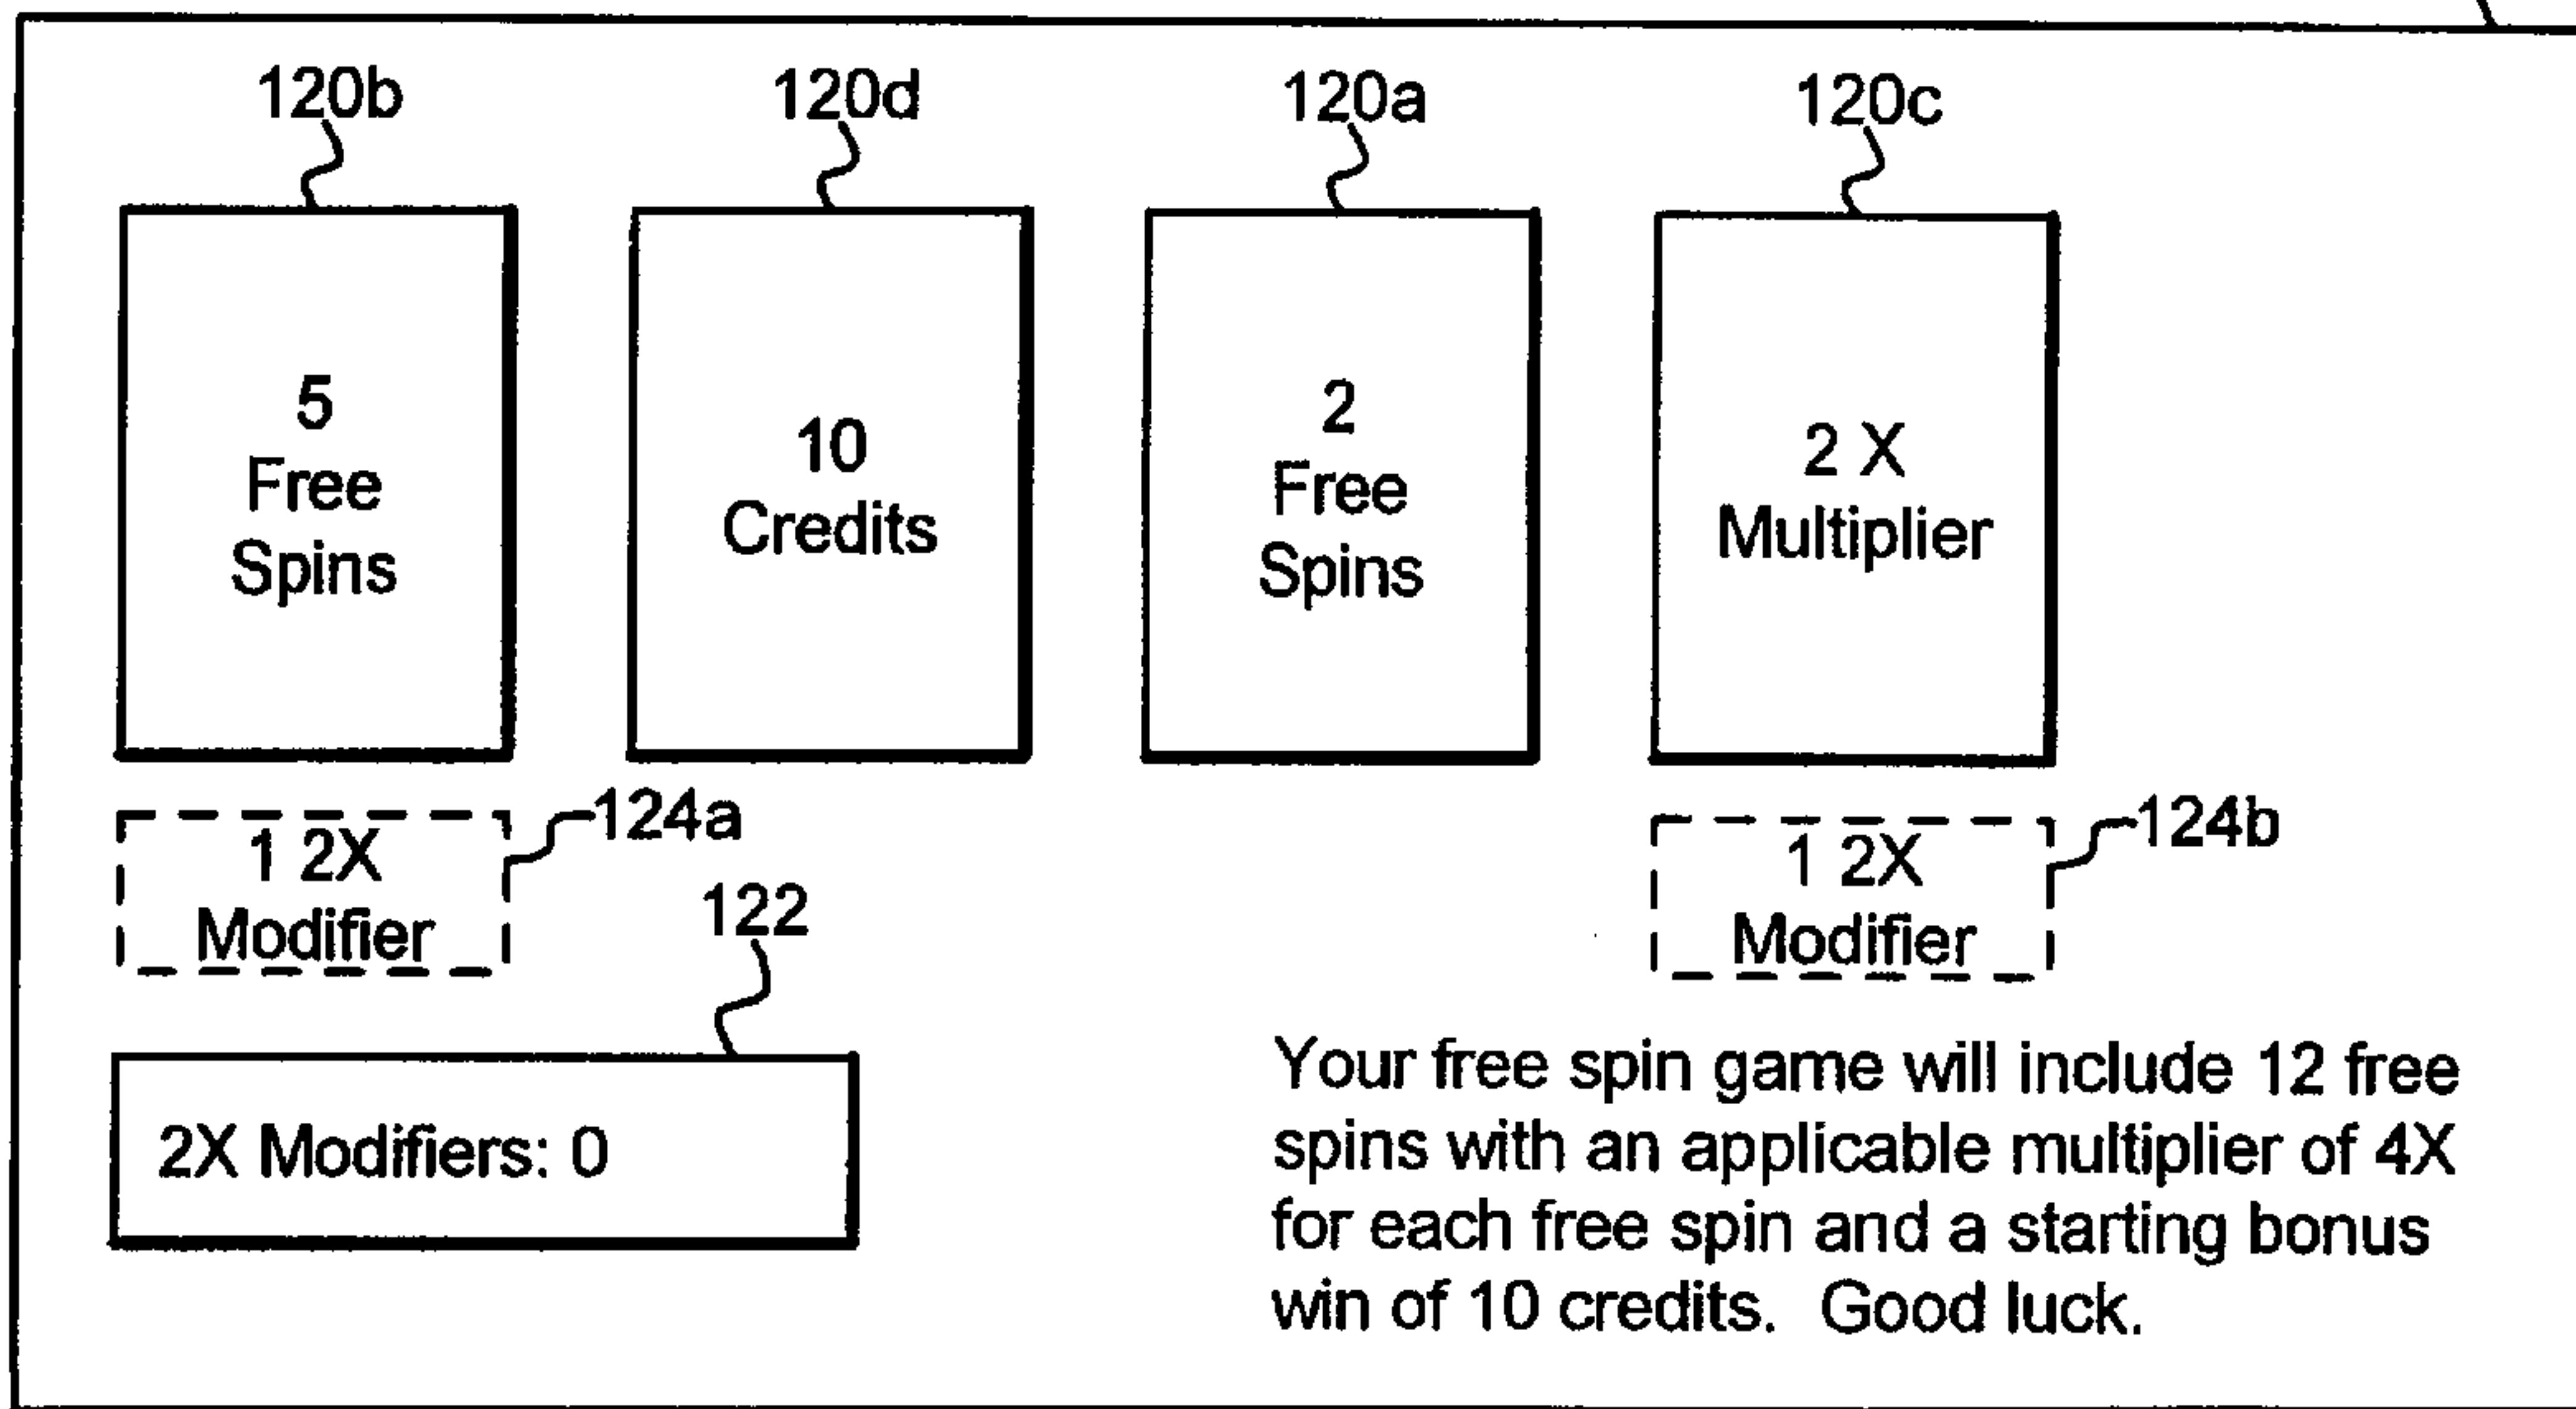 120b 120d 120a 120c
5
Free
Spins
10
Credits
2
Free
Spins
2 X
Multiplier
1 2X
Modifier
124a
1 2X
Modifier
124b
122
2X Modifiers: 0
Your free spin game will include 12 free
spins with an applicable multiplier of 4X
for each free spin and a starting bonus
win of 10 credits.  Good luck.